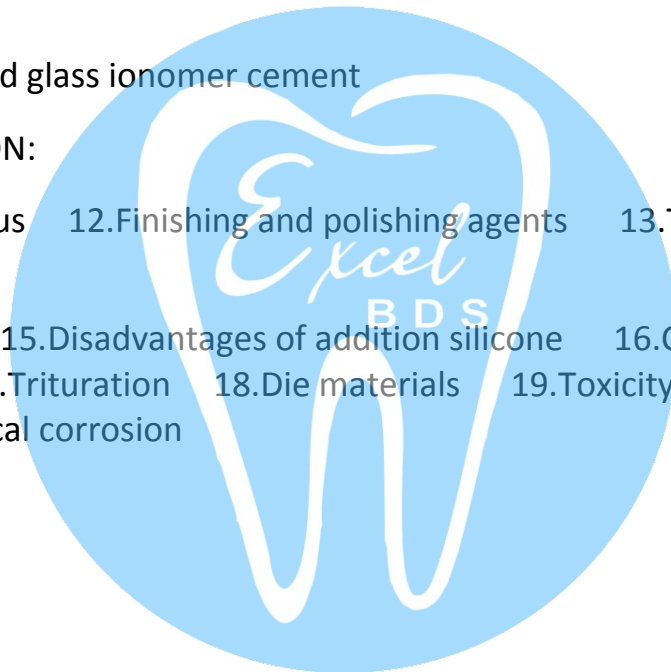 d glass ionomer cement
ON:
us 12.Finishing and polishing agents 13.T
Excel
BDS
15.Disadvantages of addition silicone 16.C
.Trituration 18.Die materials 19.Toxicity
cal corrosion